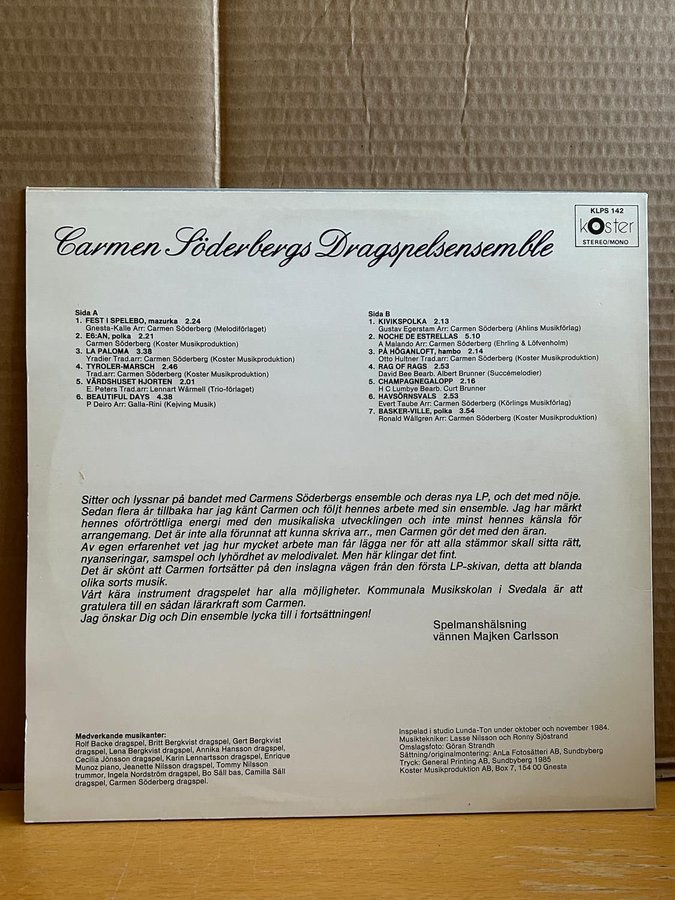 KLPS 142
koster
STEREO/MONO
Carmen Söderbergs Dragspelsensemble
Sida A
1. FEST I SPELEBO, mazurka 2.24
Gnesta-Kalle Arr: Carmen Söderberg (Melodiförlaget)
2. E6:AN, polka 2.21
Carmen Söderberg (Koster Musikproduktion)
3. LA PALOMA 3.38
Yradier Trad.arr: Carmen Söderberg (Koster Musikproduktion)
4. TYROLER-MARSCH 2.46
Trad.arr: Carmen Söderberg (Koster Musikproduktion)
5. VÄRDSHUSET HJORTEN 2.01
E. Peters Trad.arr: Lennart Wärmell (Trio-förlaget)
6. BEAUTIFUL DAYS 4.38
P Deiro Arr: Galla-Rini (Kejving Musik)
Sida B
1. KIVIKSPOLKA 2.13
Gustav Egerstam Arr: Carmen Söderberg (Ahlins Musikförlag)
2. NOCHE DE ESTRELLAS 5.10
A Malando Arr: Carmen Söderberg (Ehrling & Löfvenholm)
3. PÅ HÖGANLOFT, hambo 2.14
Otto Hultner Trad.arr: Carmen Söderberg (Koster Musikproduktion)
4. RAG OF RAGS 2.53
David Bee Bearb. Albert Brunner (Succémelodier)
5. CHAMPAGNEGALOPP 2.16
H C Lumbye Bearb. Curt Brunner
6. HAVSÖRNSVALS 2.53
Evert Taube Arr: Carmen Söderberg (Körlings Musikförlag)
7. BASKER-VILLE, polka 3.54
Ronald Wållgren Arr: Carmen Söderberg (Koster Musikproduktion)
Sitter och lyssnar på bandet med Carmens Söderbergs ensemble och deras nya LP, och det med nöje.
Sedan flera år tillbaka har jag känt Carmen och följt hennes arbete med sin ensemble. Jag har märkt
hennes oförtröttliga energi med den musikaliska utvecklingen och inte minst hennes känsla för
arrangemang. Det är inte alla förunnat att kunna skriva arr., men Carmen gör det med den äran.
Av egen erfarenhet vet jag hur mycket arbete man får lägga ner för att alla stämmor skall sitta rätt,
nyanseringar, samspel och lyhördhet av melodivalet. Men här klingar det fint.
Det är skönt att Carmen fortsätter på den inslagna vägen från den första LP-skivan, detta att blanda
olika sorts musik.
Vårt kära instrument dragspelet har alla möjligheter. Kommunala Musikskolan i Svedala är att
gratulera till en sådan lärarkraft som Carmen.
Jag önskar Dig och Din ensemble lycka till i fortsättningen!
Spelmanshälsning
vännen Majken Carlsson
Medverkande musikanter:
Rolf Backe dragspel, Britt Bergkvist dragspel, Gert Bergkvist
dragspel, Lena Bergkvist dragspel, Annika Hansson dragspel,
Cecilia Jönsson dragspel, Karin Lennartsson dragspel, Enrique
Munoz piano, Jeanette Nilsson dragspel, Tommy Nilsson
trummor, Ingela Nordström dragspel, Bo Säll bas, Camilla Säll
dragspel, Carmen Söderberg dragspel.
Inspelad i studio Lunda-Ton under oktober och november 1984.
Musiktekniker: Lasse Nilsson och Ronny Sjöstrand
Omslagsfoto: Göran Strandh
Sättning/originalmontering: AnLa Fotosätteri AB, Sundbyberg
Tryck: General Printing AB, Sundbyberg 1985
Koster Musikproduktion AB, Box 7, 154 00 Gnesta